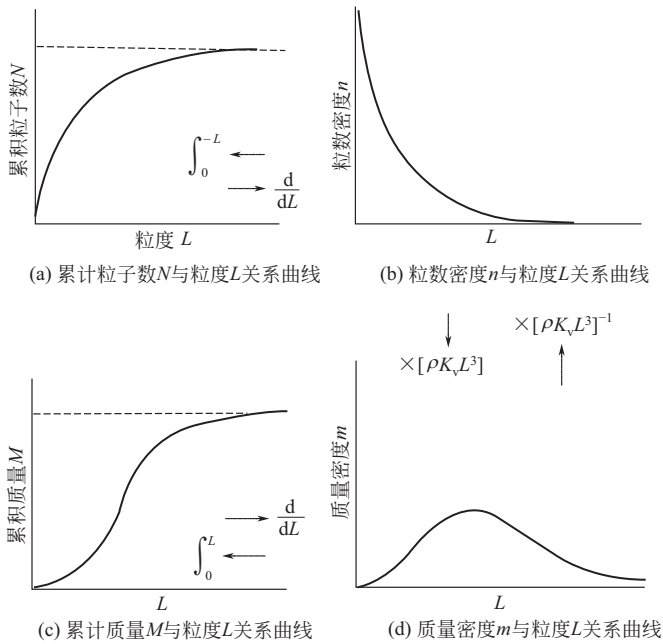 累积粒子数N
∫₀⁻ᴸ
d/dL
粒度 L
(a) 累计粒子数N与粒度L关系曲线
粒数密度n
L
(b) 粒数密度n与粒度L关系曲线
×[ρKᵥL³]
×[ρKᵥL³]⁻¹
累积质量M
d/dL
∫₀ᴸ
L
(c) 累计质量M与粒度L关系曲线
质量密度m
L
(d) 质量密度m与粒度L关系曲线